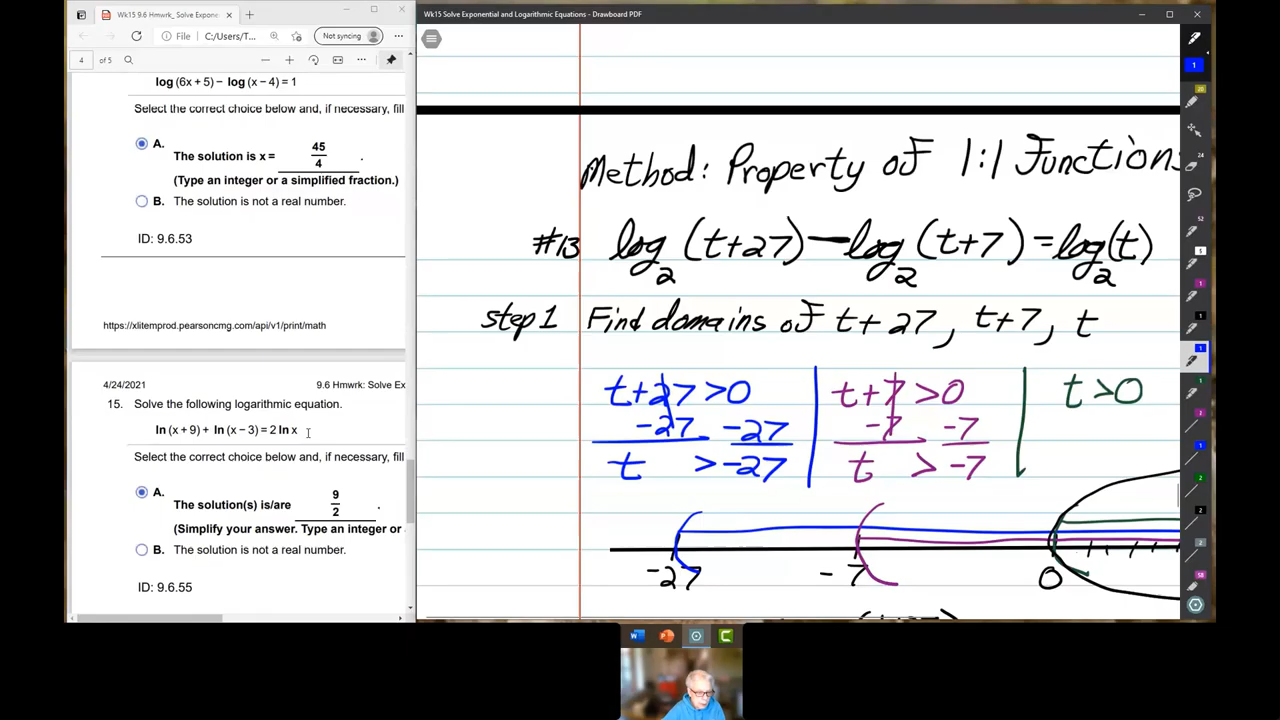 Wk15 9.6 Hmwrk_ Solve Expone
Wk15 Solve Exponential and Logarithmic Equations - Drawboard PDF
File
C:/Users/T...
Not syncing
4 of 5
log (6x + 5) − log (x − 4) = 1
Select the correct choice below and, if necessary, fill
A.
The solution is x = 45/4 .
(Type an integer or a simplified fraction.)
B. The solution is not a real number.
ID: 9.6.53
https://xlitemprod.pearsoncmg.com/api/v1/print/math
4/24/2021 9.6 Hmwrk: Solve Ex
15. Solve the following logarithmic equation.
ln (x + 9) + ln (x − 3) = 2 ln x
Select the correct choice below and, if necessary, fill
A.
The solution(s) is/are 9/2 .
(Simplify your answer. Type an integer or
B. The solution is not a real number.
ID: 9.6.55
Method: Property of 1:1 Functions
#13 log2 (t+27) − log2 (t+7) = log2 (t)
step 1 Find domains of t+27, t+7, t
t+27 >0 t+7 >0 t >0
-27 -27 -7 -7
t > -27 t > -7
-27 -7 0